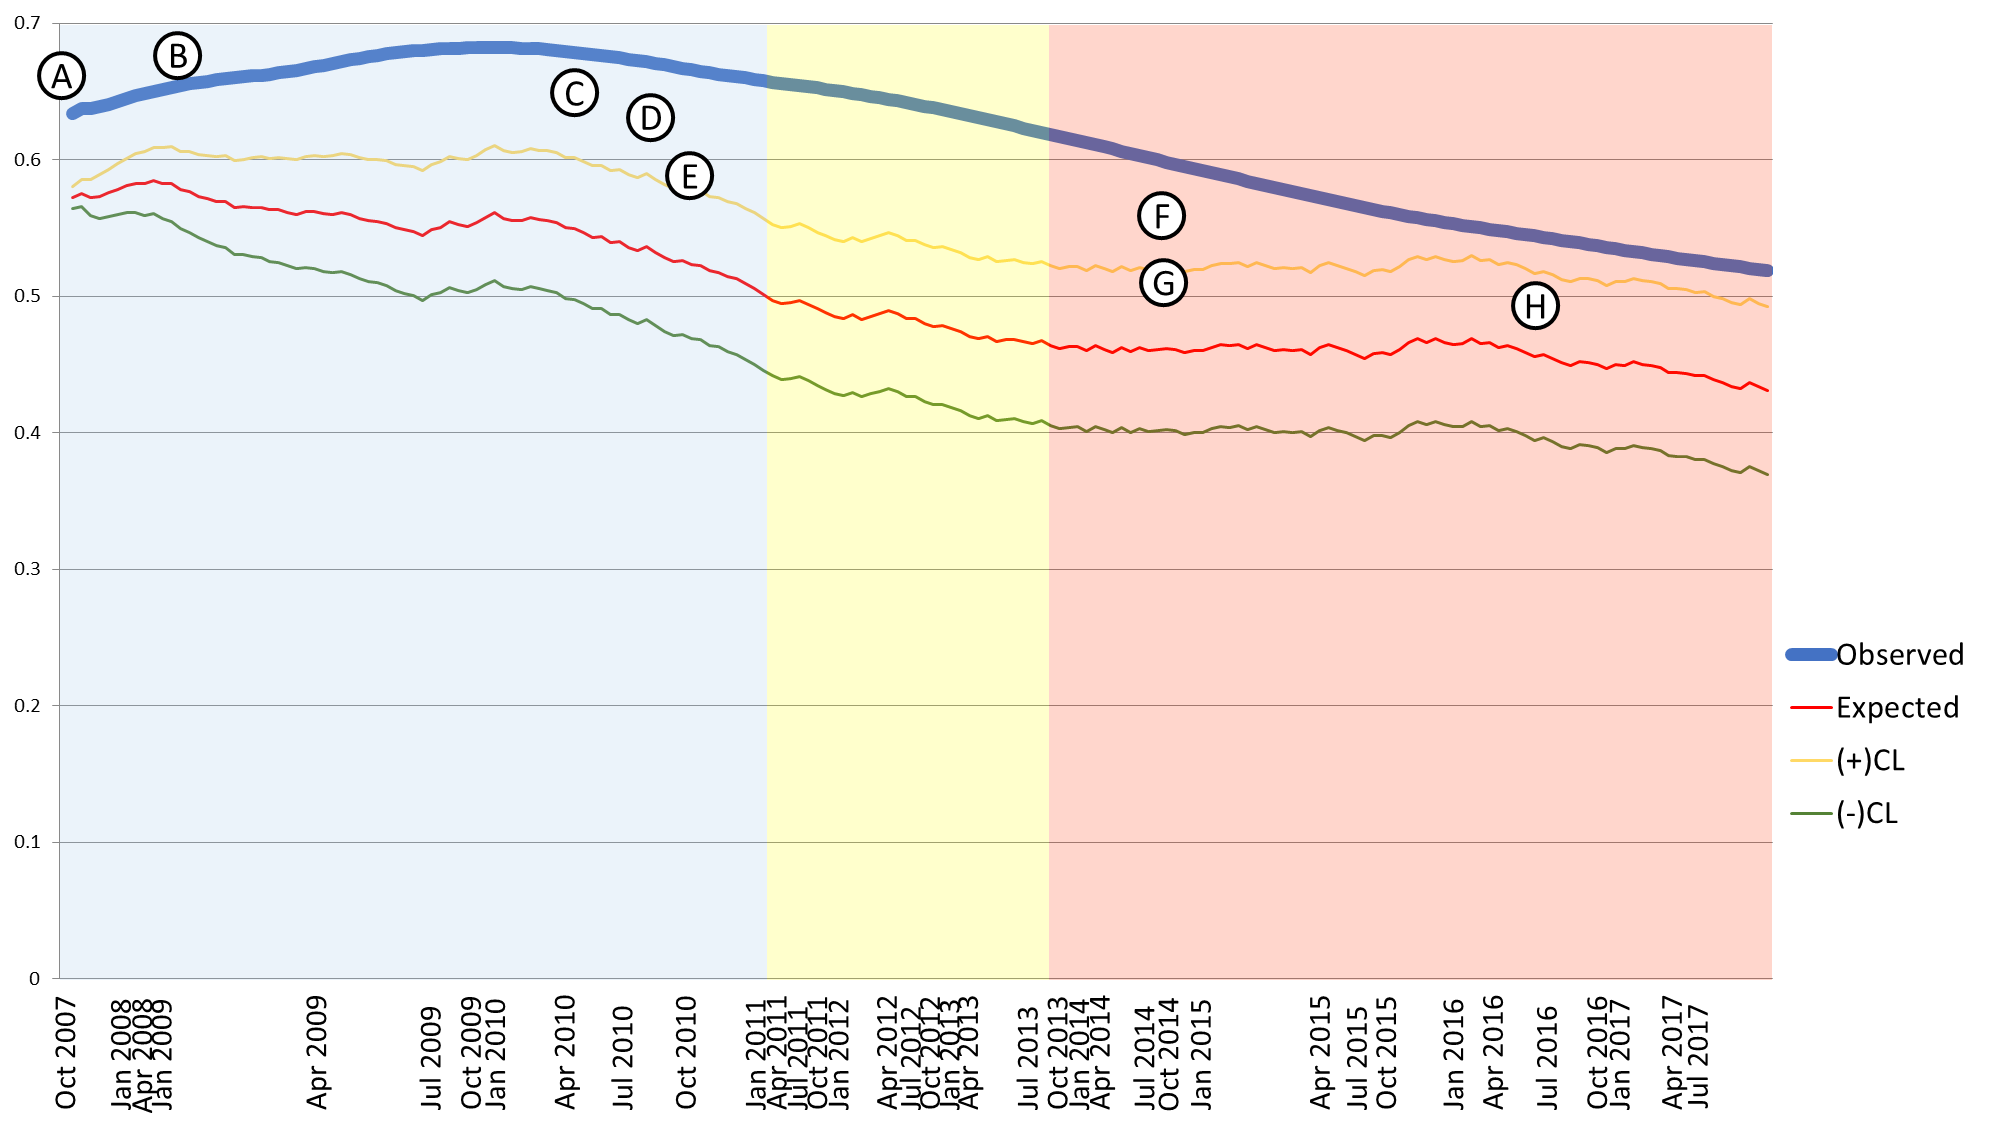 0.7
0.6
0.5
0.4
0.3
0.2
0.1
0
A
B
C
D
E
F
G
H
Oct 2007
Jan 2008
Apr 2008
Jan 2009
Apr 2009
Jul 2009
Oct 2009
Jan 2010
Apr 2010
Jul 2010
Oct 2010
Jan 2011
Apr 2011
Jul 2011
Oct 2011
Jan 2012
Apr 2012
Jul 2012
Oct 2012
Jan 2013
Apr 2013
Jul 2013
Oct 2013
Jan 2014
Apr 2014
Jul 2014
Oct 2014
Jan 2015
Apr 2015
Jul 2015
Oct 2015
Jan 2016
Apr 2016
Jul 2016
Oct 2016
Jan 2017
Apr 2017
Jul 2017
Observed
Expected
(+)CL
(-)CL